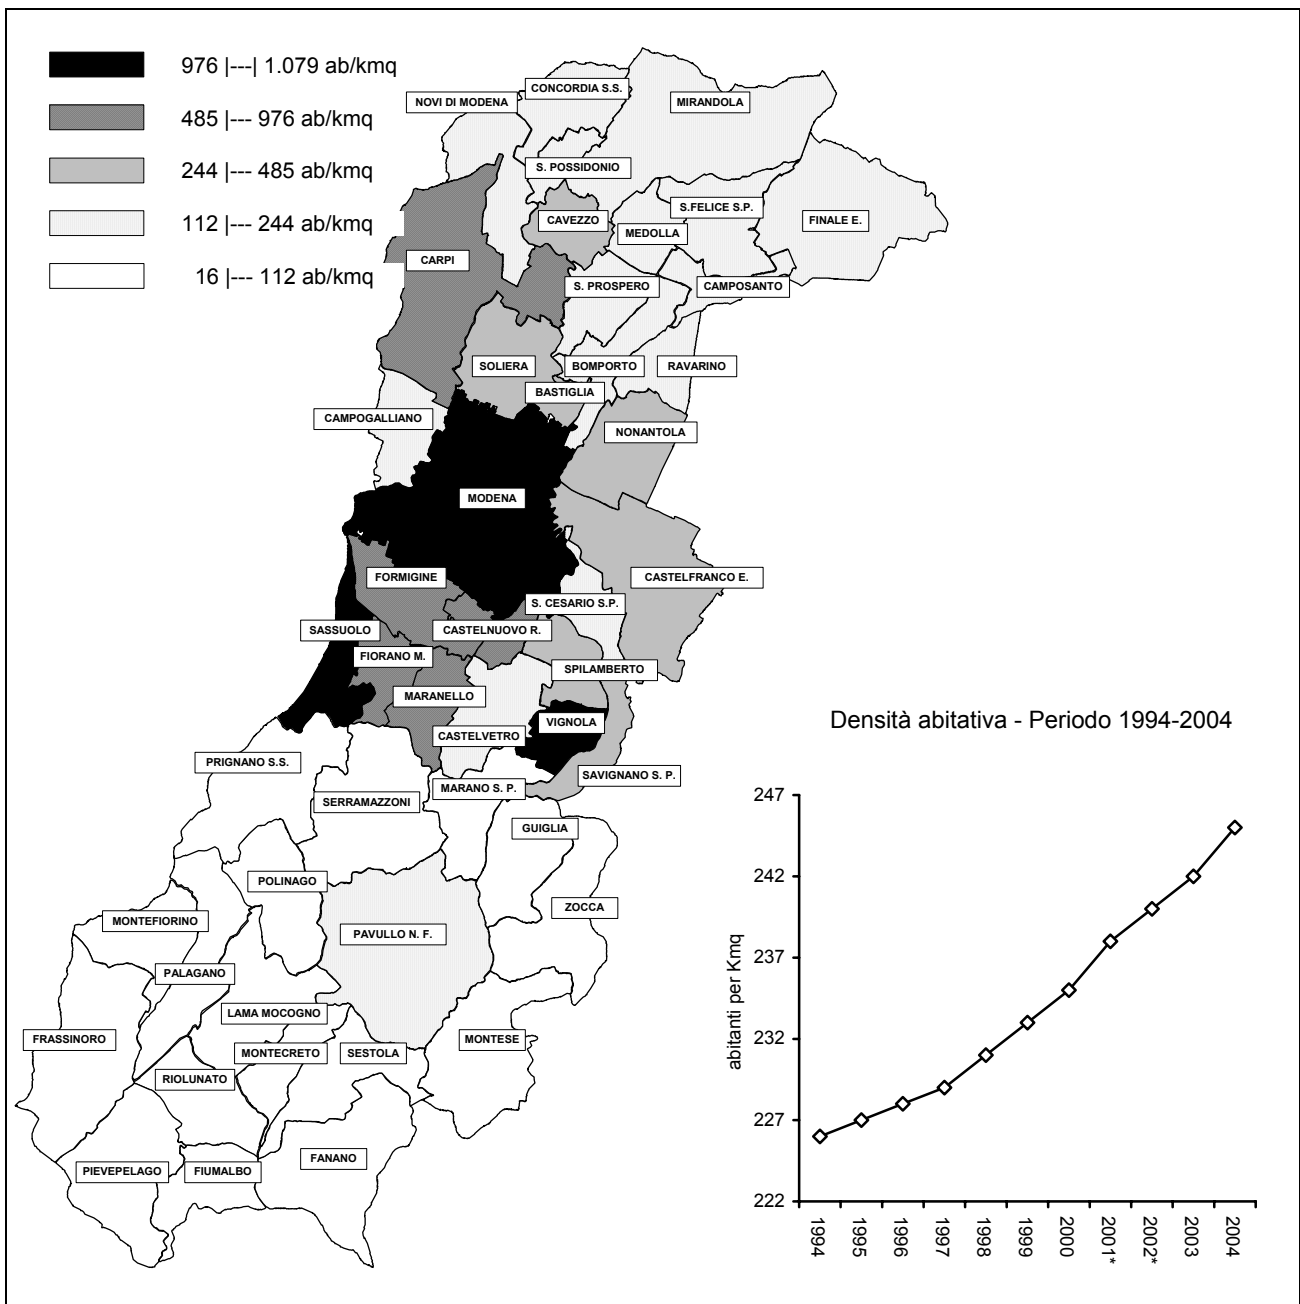 976 |---| 1.079 ab/kmq
485 |--- 976 ab/kmq
244 |--- 485 ab/kmq
112 |--- 244 ab/kmq
16 |--- 112 ab/kmq
CONCORDIA S.S.
NOVI DI MODENA
MIRANDOLA
S. POSSIDONIO
S.FELICE S.P.
CAVEZZO
FINALE E.
MEDOLLA
CARPI
S. PROSPERO
CAMPOSANTO
SOLIERA
BOMPORTO
RAVARINO
BASTIGLIA
CAMPOGALLIANO
NONANTOLA
MODENA
FORMIGINE
CASTELFRANCO E.
S. CESARIO S.P.
SASSUOLO
CASTELNUOVO R.
FIORANO M.
SPILAMBERTO
MARANELLO
VIGNOLA
CASTELVETRO
PRIGNANO S.S.
SAVIGNANO S. P.
MARANO S. P.
SERRAMAZZONI
GUIGLIA
POLINAGO
ZOCCA
MONTEFIORINO
PAVULLO N. F.
PALAGANO
LAMA MOCOGNO
FRASSINORO
MONTECRETO
SESTOLA
MONTESE
RIOLUNATO
FANANO
PIEVEPELAGO
FIUMALBO
Densità abitativa - Periodo 1994-2004
abitanti per Kmq
247
242
237
232
227
222
1994
1995
1996
1997
1998
1999
2000
2001*
2002*
2003
2004